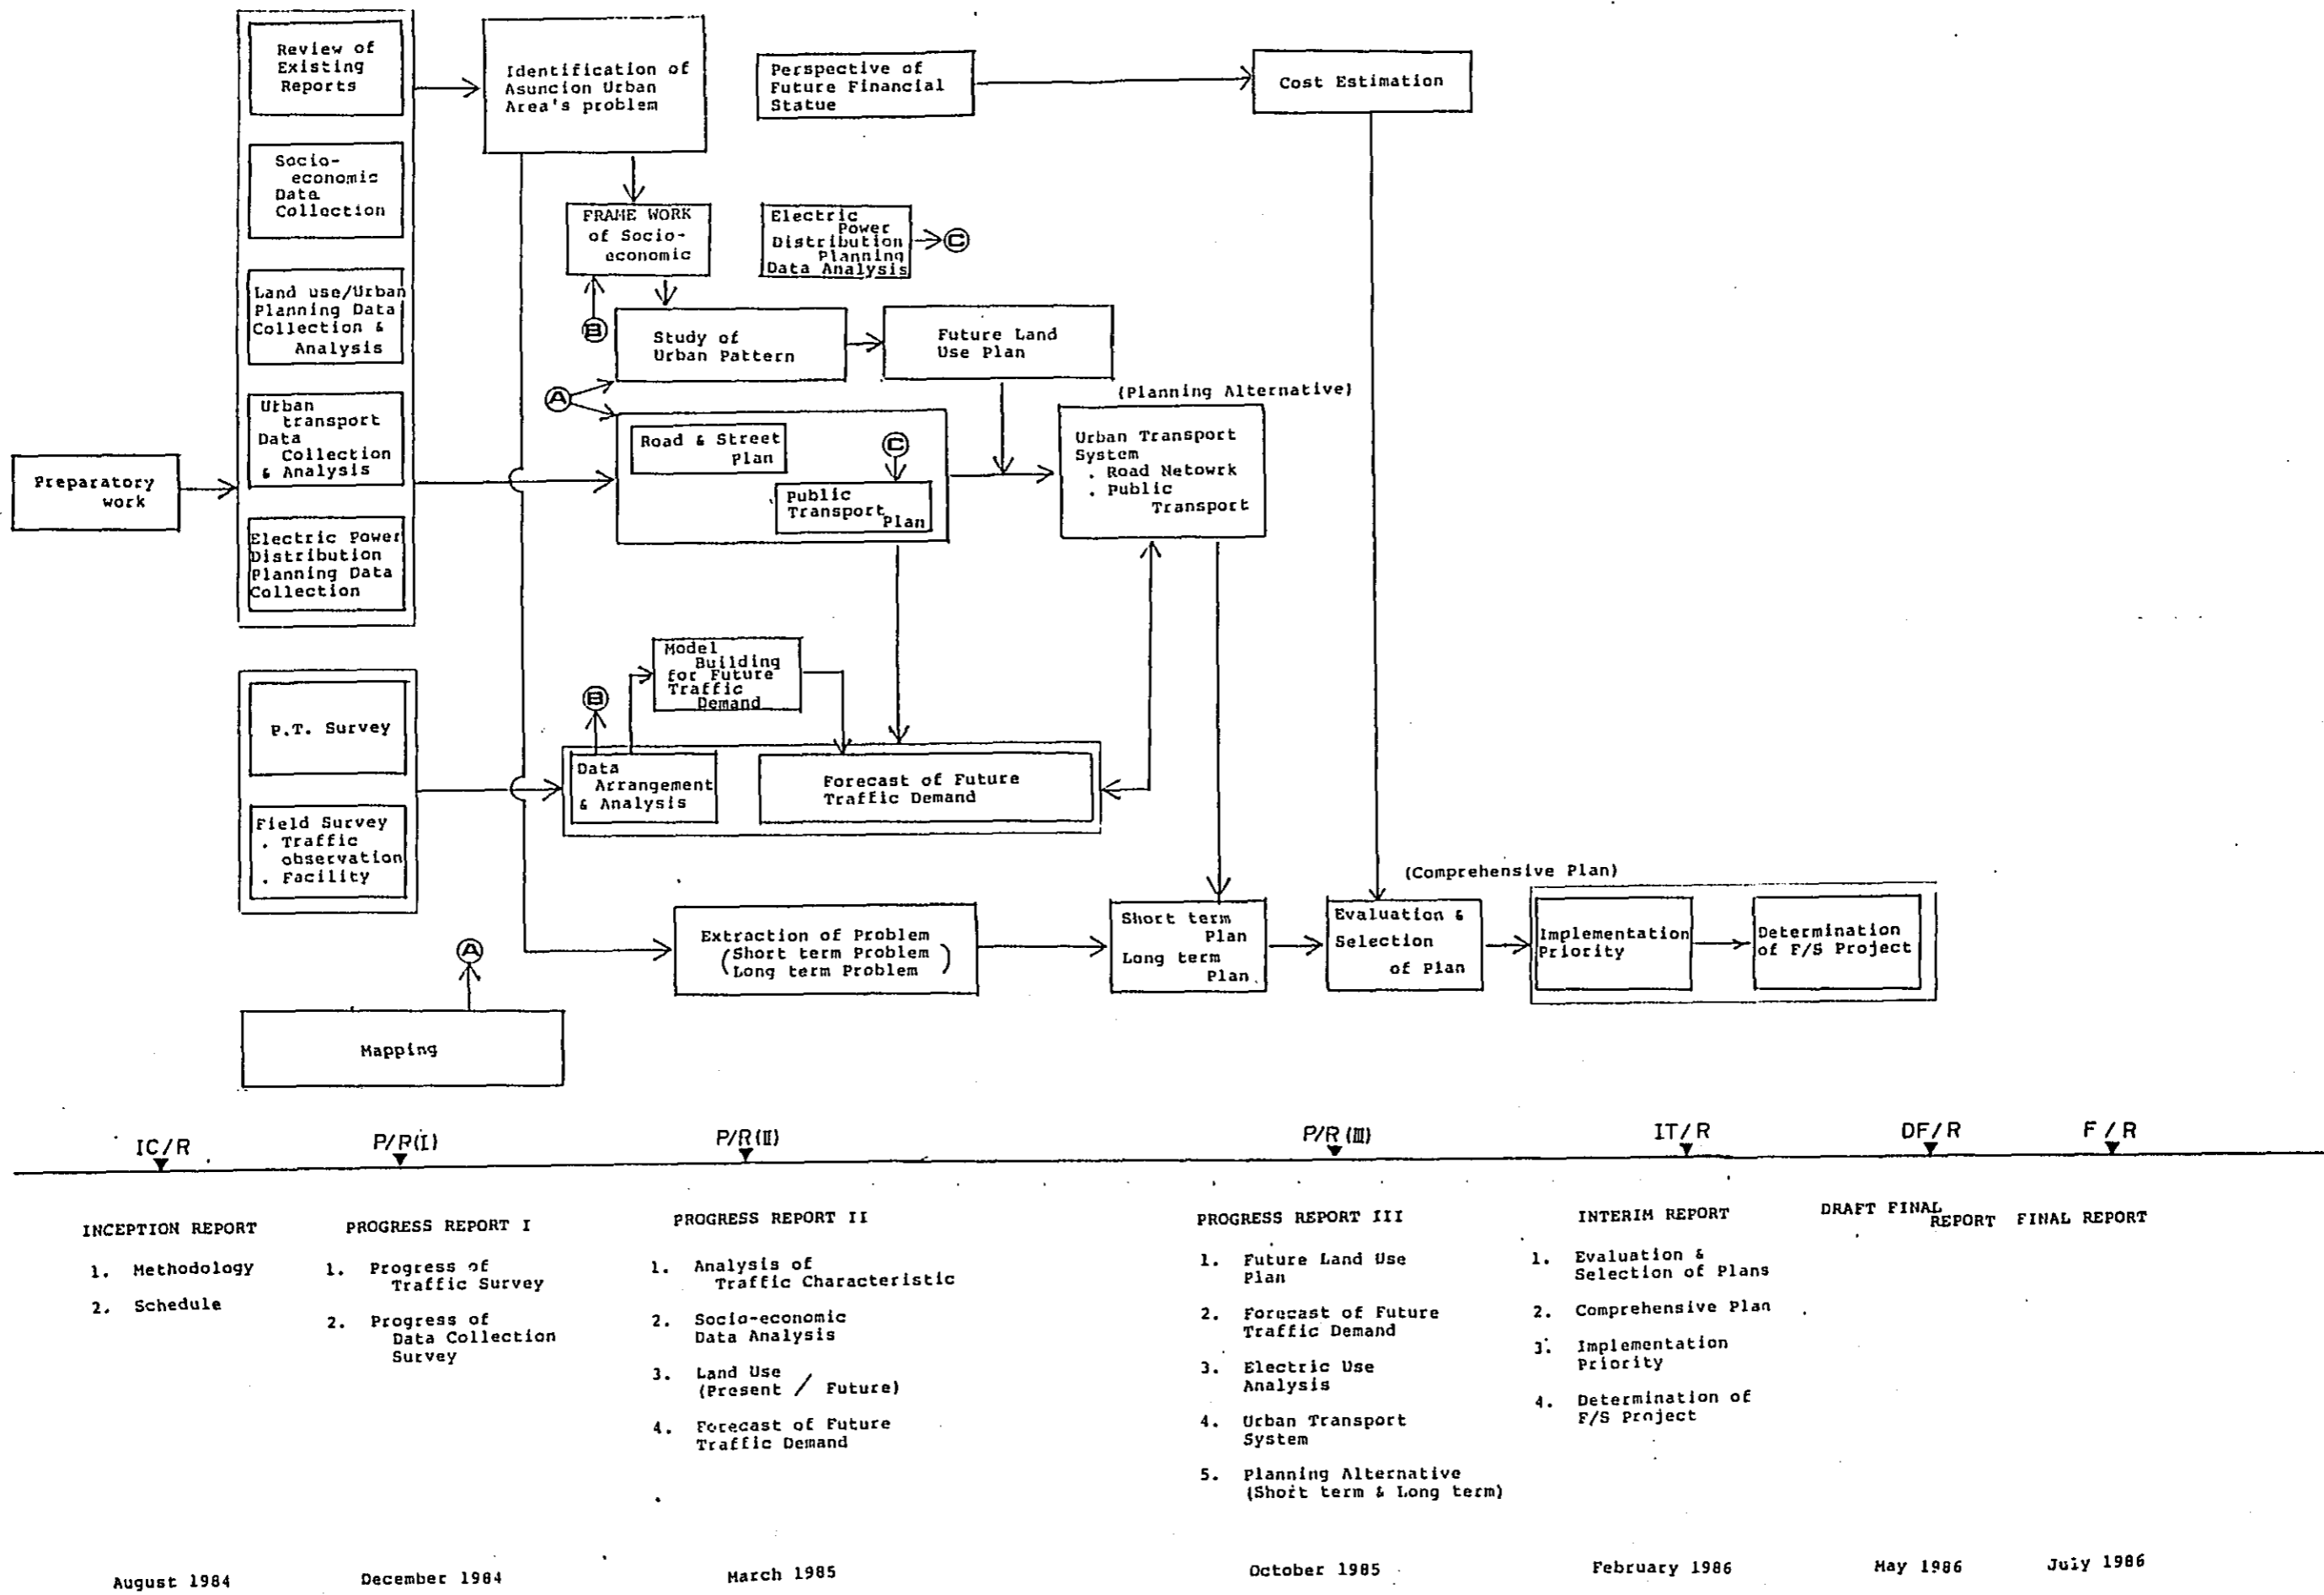 Review of
Existing
Reports
Socio-
economic
Data
Collection
Land use/Urban
Planning Data
Collection &
Analysis
Urban
transport
Data
Collection
& Analysis
Electric Power
Distribution
Planning Data
Collection
Preparatory
work
P.T. Survey
Field Survey
. Traffic
observation
. Facility
Mapping
A
Identification of
Asuncion Urban
Area's problem
FRAME WORK
of Socio-
economic
B
Perspective of
Future Financial
Statue
Cost Estimation
Electric
Power
Distribution
Planning
Data Analysis
C
Study of
Urban Pattern
Future Land
Use Plan
A
Road & Street
Plan
C
Public
Transport
Plan
(Planning Alternative)
Urban Transport
System
. Road Netowrk
. Public
Transport
Model
Building
for Future
Traffic
Demand
B
Data
Arrangement
& Analysis
Forecast of Future
Traffic Demand
Extraction of Problem
(Short term Problem
Long term Problem)
Short term
Plan
Long term
Plan
Evaluation &
Selection
of Plan
(Comprehensive Plan)
Implementation
Priority
Determination
of F/S Project
IC/R
P/R(I)
P/R(II)
P/R(III)
IT/R
DF/R
F/R
INCEPTION REPORT
1. Methodology
2. Schedule
PROGRESS REPORT I
1. Progress of
Traffic Survey
2. Progress of
Data Collection
Survey
PROGRESS REPORT II
1. Analysis of
Traffic Characteristic
2. Socio-economic
Data Analysis
3. Land Use
(Present / Future)
4. Forecast of Future
Traffic Demand
PROGRESS REPORT III
1. Future Land Use
Plan
2. Forecast of Future
Traffic Demand
3. Electric Use
Analysis
4. Urban Transport
System
5. Planning Alternative
(Short term & Long term)
INTERIM REPORT
1. Evaluation &
Selection of Plans
2. Comprehensive Plan
3. Implementation
Priority
4. Determination of
F/S Project
DRAFT FINAL
REPORT
FINAL REPORT
August 1984
December 1984
March 1985
October 1985
February 1986
May 1986
July 1986